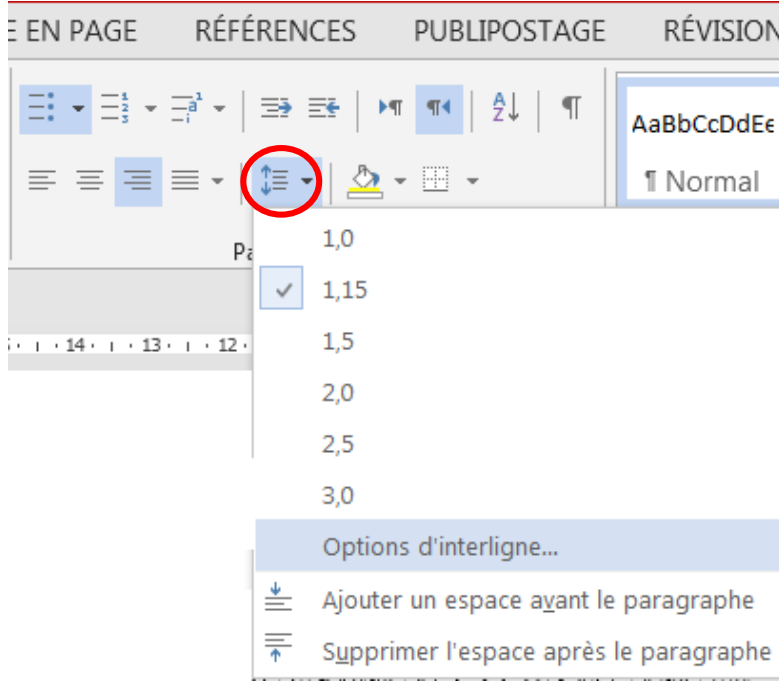 E EN PAGE RÉFÉRENCES PUBLIPOSTAGE RÉVISION
AaBbCcDdEe
¶ Normal
Pa
1,0
1,15
· 14 · ı · 13 · ı · 12 ·
1,5
2,0
2,5
3,0
Options d'interligne...
Ajouter un espace avant le paragraphe
Supprimer l'espace après le paragraphe